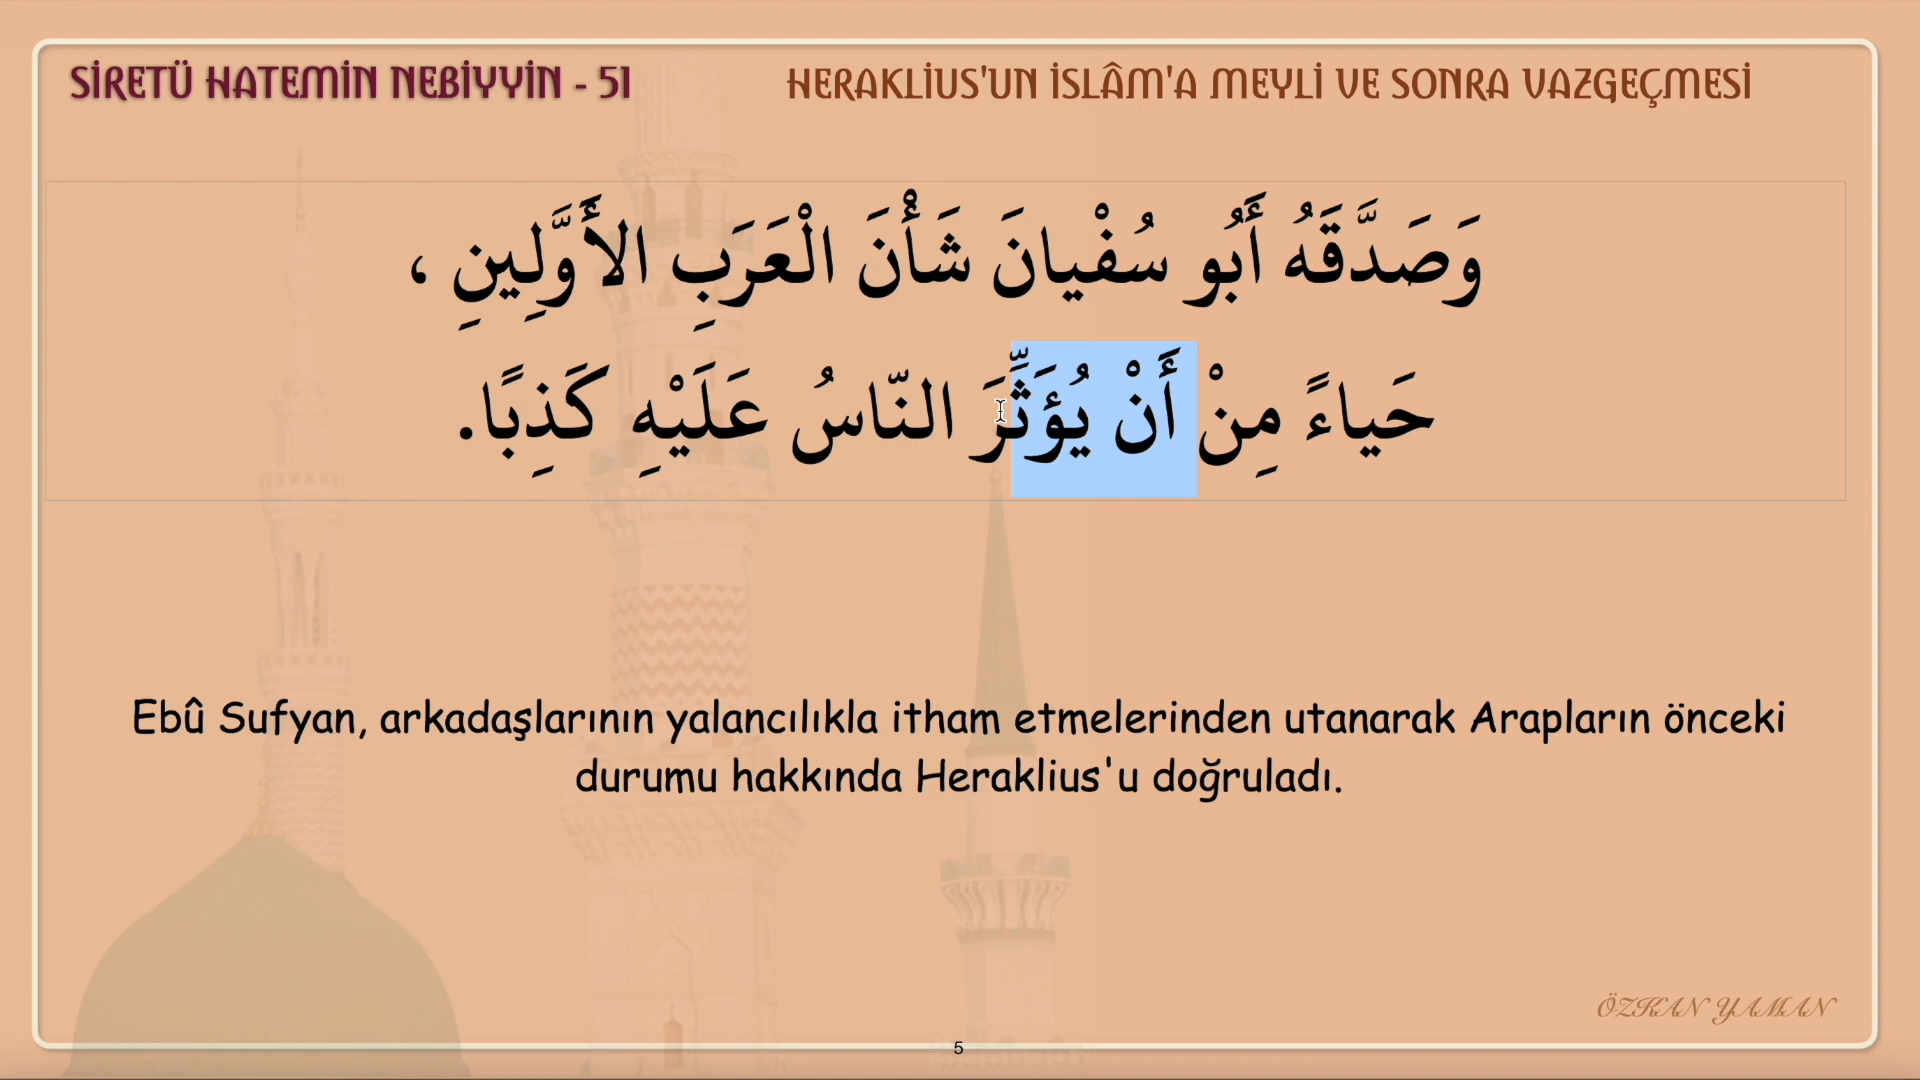 SİRETÜ HATEMİN NEBİYYİN - 51
HERAKLİUS'UN İSLÂM'A MEYLİ VE SONRA VAZGEÇMESİ
وَصَدَّقَهُ أَبُو سُفْيانَ شَأْنَ الْعَرَبِ الأَوَّلِينِ ،
حَياءً مِنْ أَنْ يُؤَثِّرَ النّاسُ عَلَيْهِ كَذِبًا.
Ebû Sufyan, arkadaşlarının yalancılıkla itham etmelerinden utanarak Arapların önceki
durumu hakkında Heraklius'u doğruladı.
ÖZKAN YAMAN
5